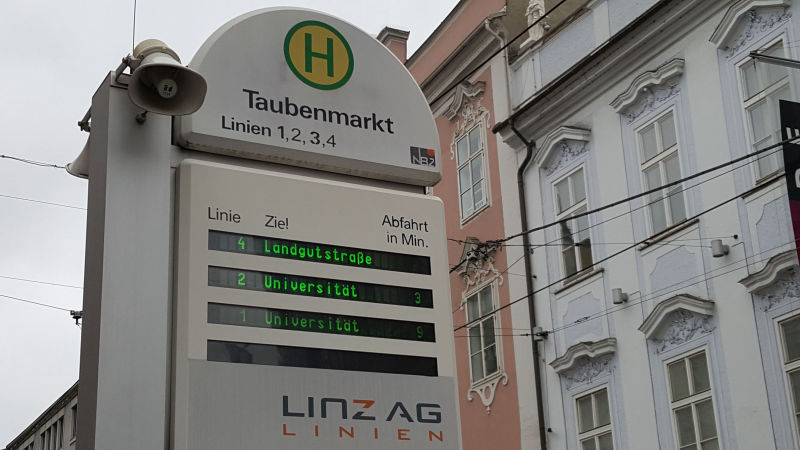 H
Taubenmarkt
Linien 1,2,3,4
NB2
Linie Ziel Abfahrt in Min.
4 Landgutstraße
2 Universität 3
1 Universität 9
LINZ AG
LINIEN